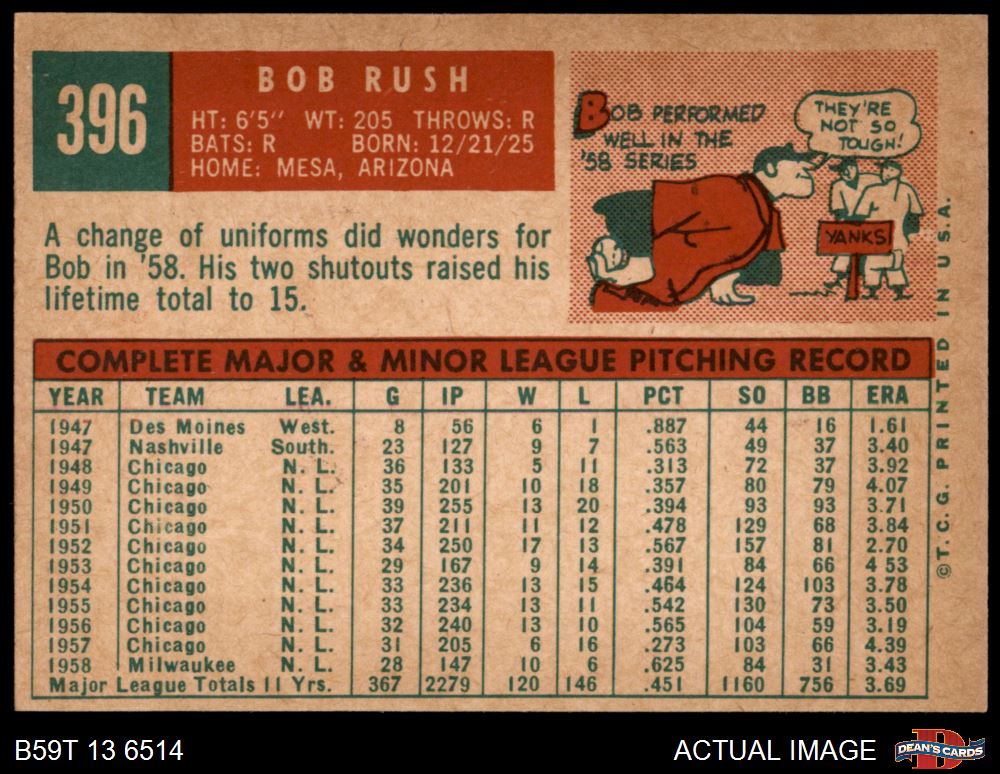 396
BOB RUSH
HT: 6'5" WT: 205 THROWS: R
BATS: R BORN: 12/21/25
HOME: MESA, ARIZONA
A change of uniforms did wonders for
Bob in '58. His two shutouts raised his
lifetime total to 15.
BOB PERFORMED
WELL IN THE
'58 SERIES
THEY'RE
NOT SO
TOUGH!
YANKS
COMPLETE MAJOR & MINOR LEAGUE PITCHING RECORD
YEAR TEAM LEA. G IP W L PCT SO BB ERA
1947 Des Moines West. 8 56 6 1 .887 44 16 1.61
1947 Nashville South. 23 127 9 7 .563 49 37 3.40
1948 Chicago N. L. 36 133 5 11 .313 72 37 3.92
1949 Chicago N. L. 35 201 10 18 .357 80 79 4.07
1950 Chicago N. L. 39 255 13 20 .394 93 93 3.71
1951 Chicago N. L. 37 211 11 12 .478 129 68 3.84
1952 Chicago N. L. 34 250 17 13 .567 157 81 2.70
1953 Chicago N. L. 29 167 9 14 .391 84 66 4 53
1954 Chicago N. L. 33 236 13 15 .464 124 103 3.78
1955 Chicago N. L. 33 234 13 11 .542 130 73 3.50
1956 Chicago N. L. 32 240 13 10 .565 104 59 3.19
1957 Chicago N. L. 31 205 6 16 .273 103 66 4.39
1958 Milwaukee N. L. 28 147 10 6 .625 84 31 3.43
Major League Totals 11 Yrs. 367 2279 120 146 .451 1160 756 3.69
© T. C. G. PRINTED IN U.S.A.
B59T 13 6514
ACTUAL IMAGE
DEAN'S CARDS